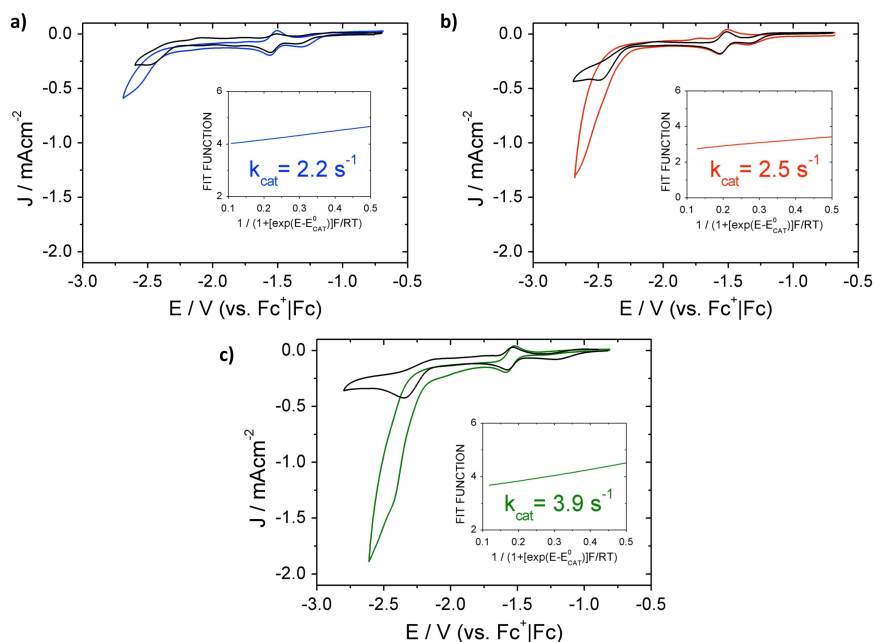 a)
0.0
-0.5
-1.0
-1.5
-2.0
J / mAcm⁻²
-3.0 -2.5 -2.0 -1.5 -1.0 -0.5
E / V (vs. Fc⁺|Fc)
6
4
2
FIT FUNCTION
k_cat = 2.2 s⁻¹
0.1 0.2 0.3 0.4 0.5
1 / (1+[exp(E-E⁰_CAT)]F/RT)
b)
0.0
-0.5
-1.0
-1.5
-2.0
J / mAcm⁻²
-3.0 -2.5 -2.0 -1.5 -1.0 -0.5
E / V (vs. Fc⁺|Fc)
6
4
2
0
FIT FUNCTION
k_cat = 2.5 s⁻¹
0.1 0.2 0.3 0.4 0.5
1 / (1+[exp(E-E⁰_CAT)]F/RT)
c)
0.0
-0.5
-1.0
-1.5
-2.0
J / mAcm⁻²
-3.0 -2.5 -2.0 -1.5 -1.0 -0.5
E / V (vs. Fc⁺|Fc)
6
4
2
FIT FUNCTION
k_cat = 3.9 s⁻¹
0.1 0.2 0.3 0.4 0.5
1 / (1+[exp(E-E⁰_CAT)]F/RT)